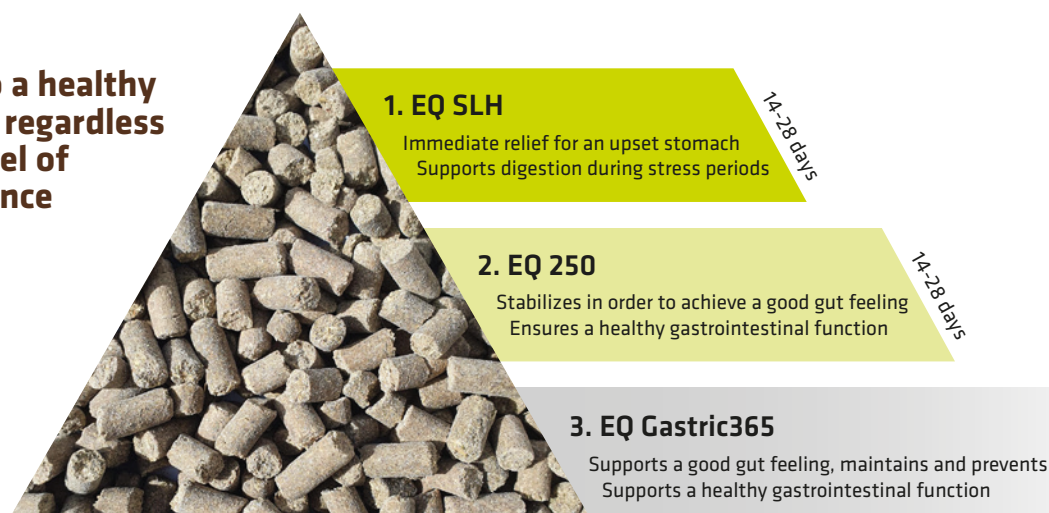 a healthy
regardless
of
1. EQ SLH
Immediate relief for an upset stomach
Supports digestion during stress periods
14-28 days
2. EQ 250
Stabilizes in order to achieve a good gut feeling
Ensures a healthy gastrointestinal function
14-28 days
3. EQ Gastric365
Supports a good gut feeling, maintains and prevents
Supports a healthy gastrointestinal function